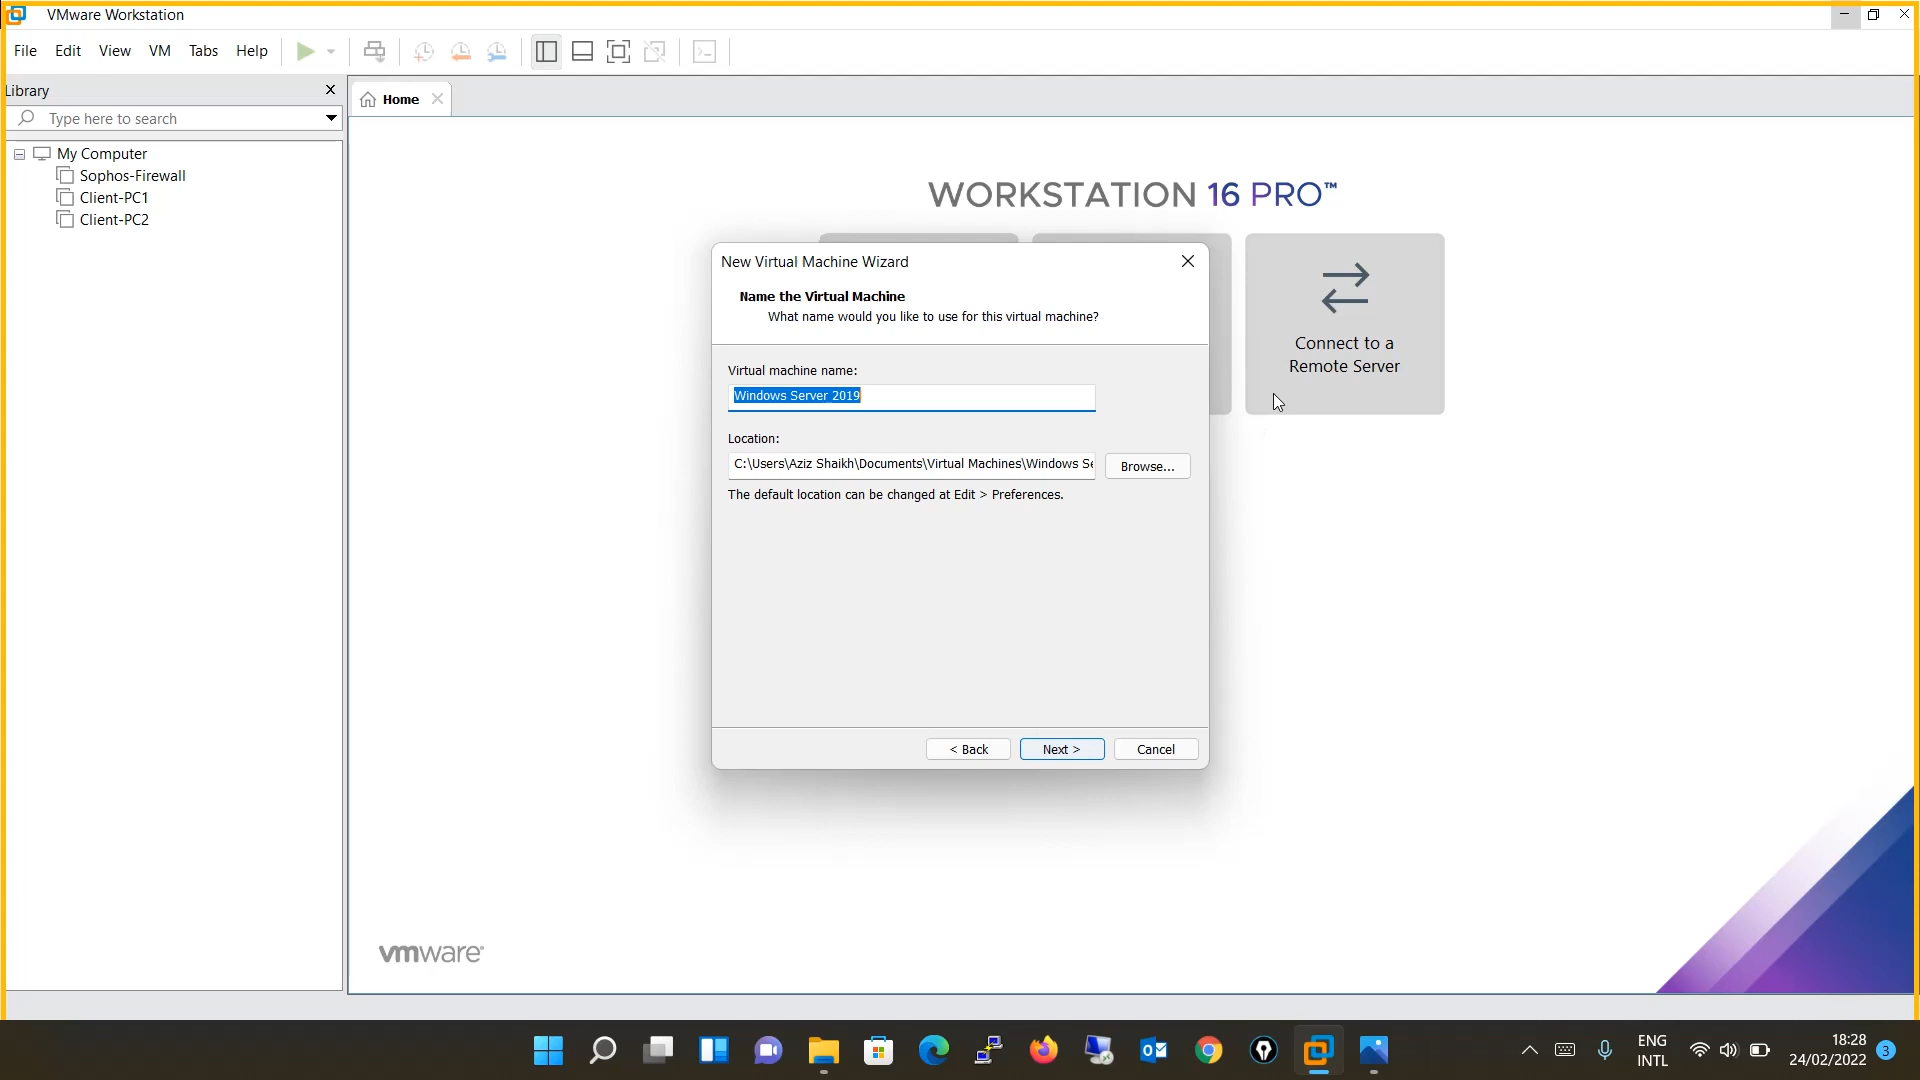 VMware Workstation
File Edit View VM Tabs Help
Library
Type here to search
My Computer
Sophos-Firewall
Client-PC1
Client-PC2
Home
WORKSTATION 16 PRO™
Connect to a
Remote Server
New Virtual Machine Wizard
Name the Virtual Machine
What name would you like to use for this virtual machine?
Virtual machine name:
Windows Server 2019
Location:
C:\Users\Aziz Shaikh\Documents\Virtual Machines\Windows Se
Browse...
The default location can be changed at Edit > Preferences.
< Back Next > Cancel
vmware
ENG
INTL
18:28
24/02/2022
3